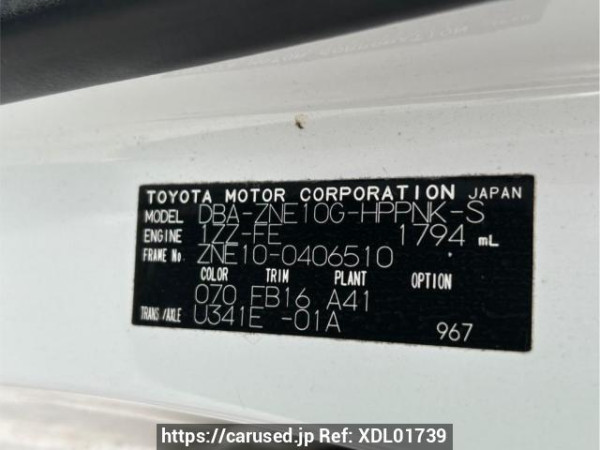 TOYOTA MOTOR CORPORATION JAPAN
MODEL DBA-ZNE10G-HPPNK-S
ENGINE 1ZZ-FE 1794 mL
FRAME No. ZNE10-0406510
COLOR TRIM PLANT OPTION
070 FB16 A41
TRANS/AXLE U341E -01A 967
https://carused.jp Ref: XDL01739